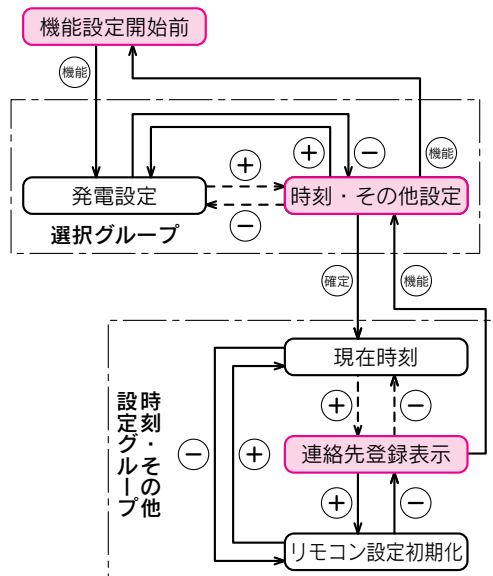 機能設定開始前
機能
＋
－
機能
＋
発電設定
時刻・その他設定
－
選択グループ
確定
機能
現在時刻
＋
－
時刻・その他
設定グループ
－
＋
連絡先登録表示
＋
－
リモコン設定初期化